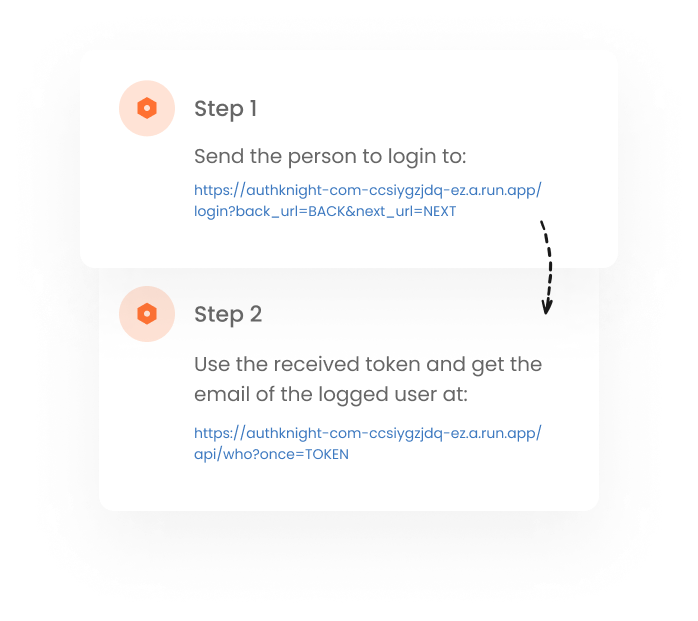 Step 1
Send the person to login to:
https://authknight-com-ccsiygzjdq-ez.a.run.app/
login?back_url=BACK&next_url=NEXT
Step 2
Use the received token and get the
email of the logged user at:
https://authknight-com-ccsiygzjdq-ez.a.run.app/
api/who?once=TOKEN